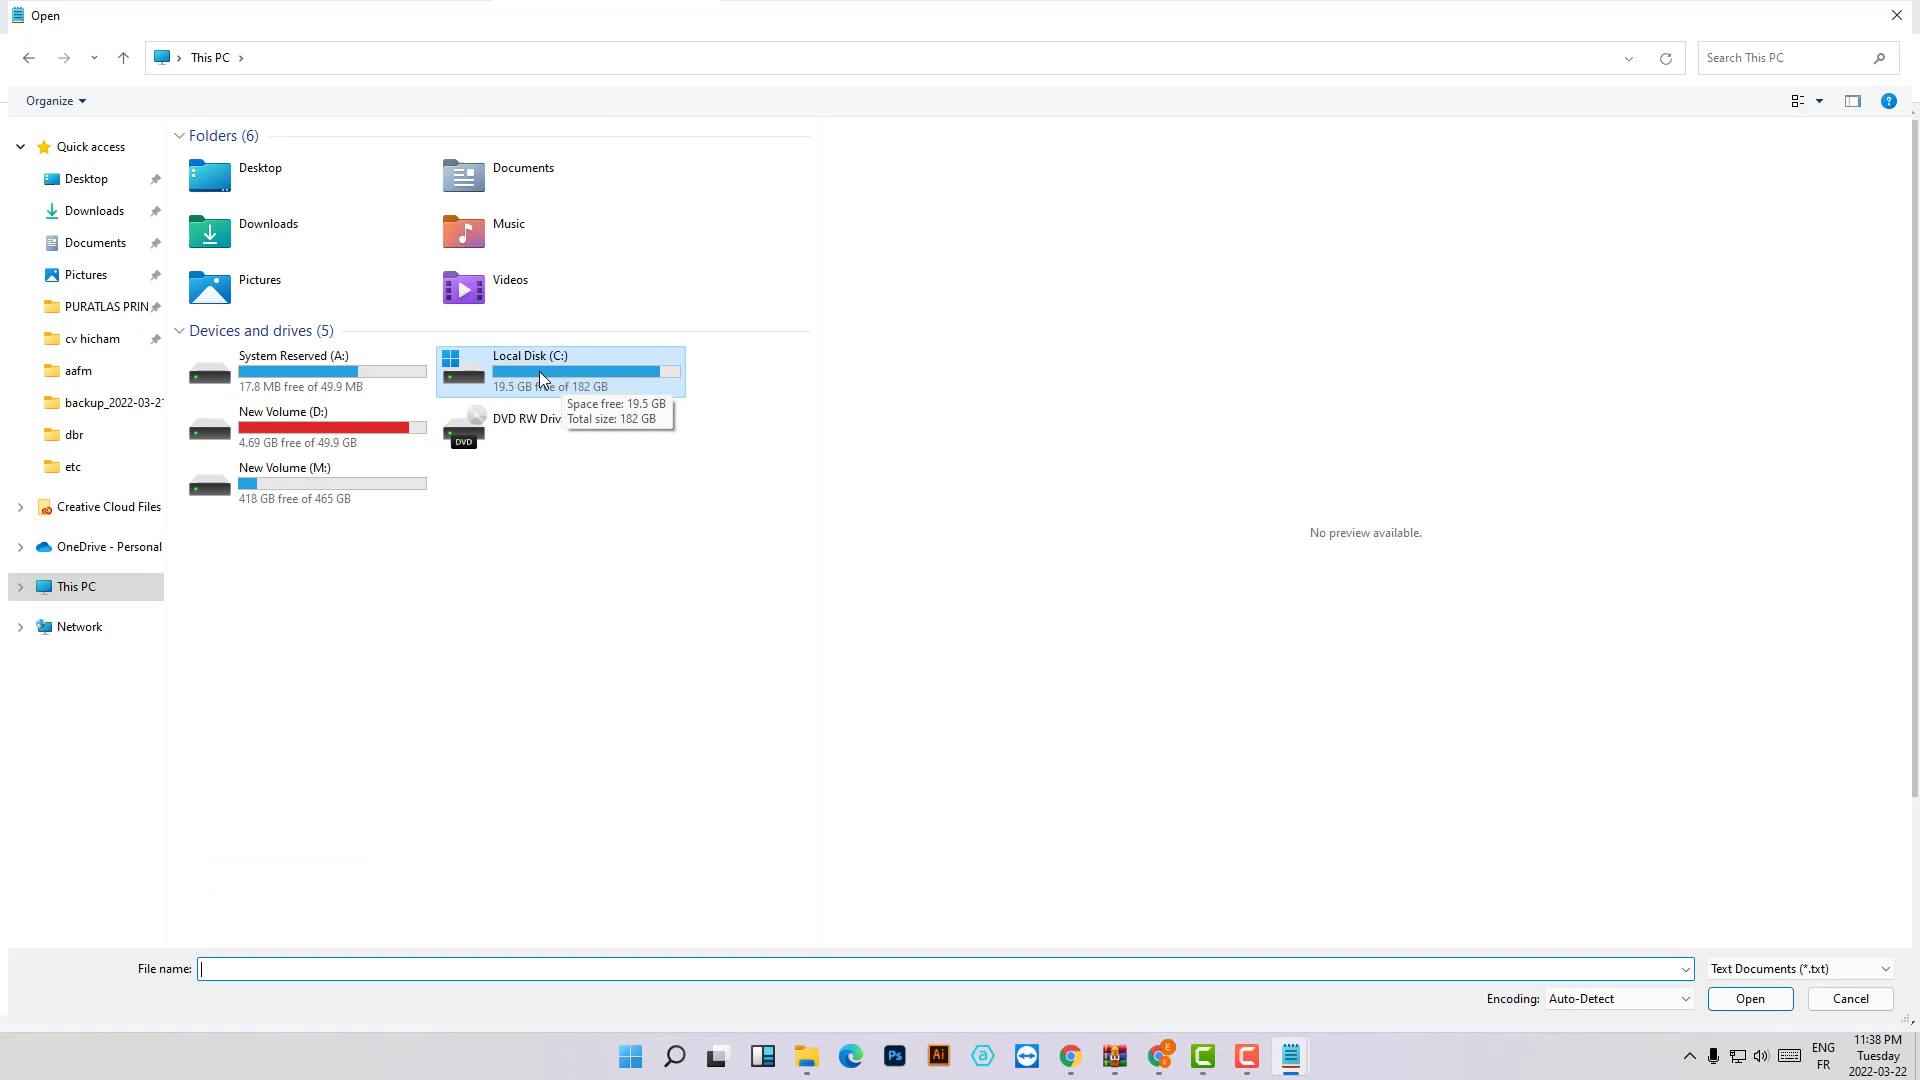 Open
This PC
Search This PC
Organize
Quick access
Desktop
Downloads
Documents
Pictures
PURATLAS PRIN
cv hicham
aafm
backup_2022-03-21
dbr
etc
Creative Cloud Files
OneDrive - Personal
This PC
Network
Folders (6)
Desktop
Documents
Downloads
Music
Pictures
Videos
Devices and drives (5)
System Reserved (A:)
17.8 MB free of 49.9 MB
Local Disk (C:)
19.5 GB free of 182 GB
Space free: 19.5 GB
Total size: 182 GB
New Volume (D:)
4.69 GB free of 49.9 GB
DVD RW Driv
DVD
New Volume (M:)
418 GB free of 465 GB
No preview available.
File name:
Text Documents (*.txt)
Encoding: Auto-Detect
Open
Cancel
Ps
Ai
E
ENG
FR
11:38 PM
Tuesday
2022-03-22